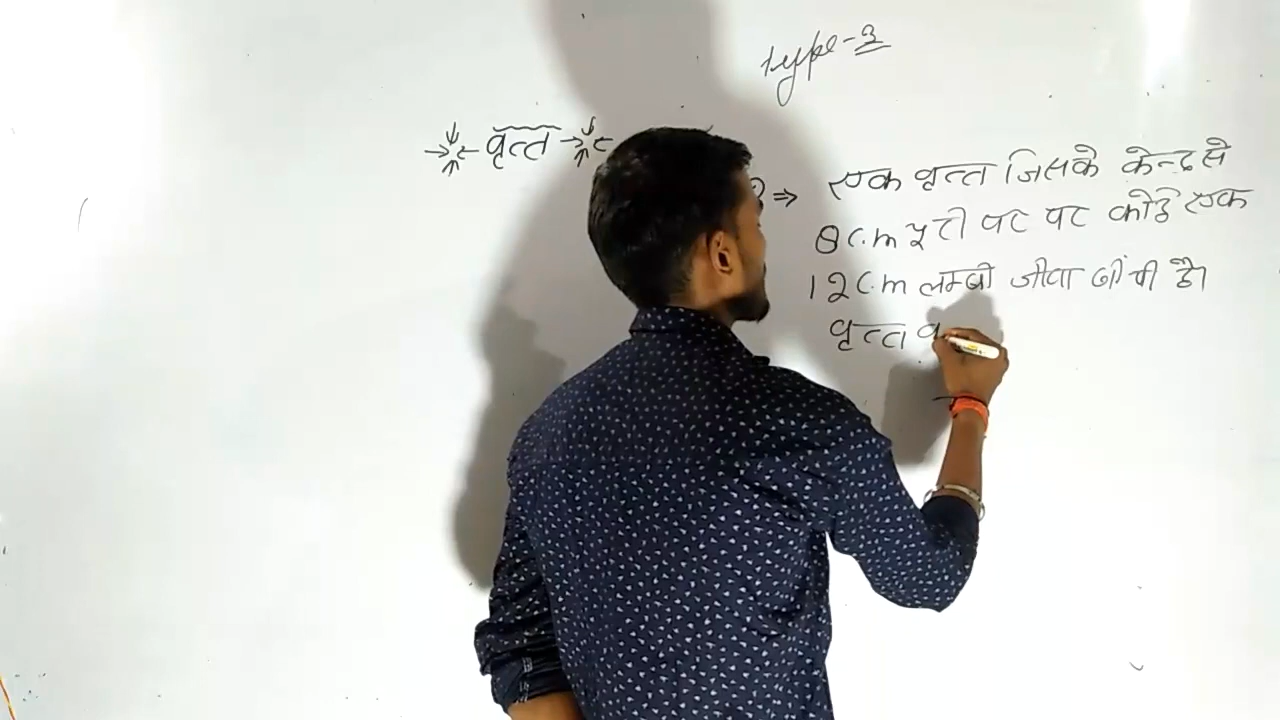 type-3
वृत्त
एक वृत्त जिसके केन्द्र से
8 C.m दूरी पर पर कोई एक
12 C.m लम्बी जीवा खींची है।
वृत्त